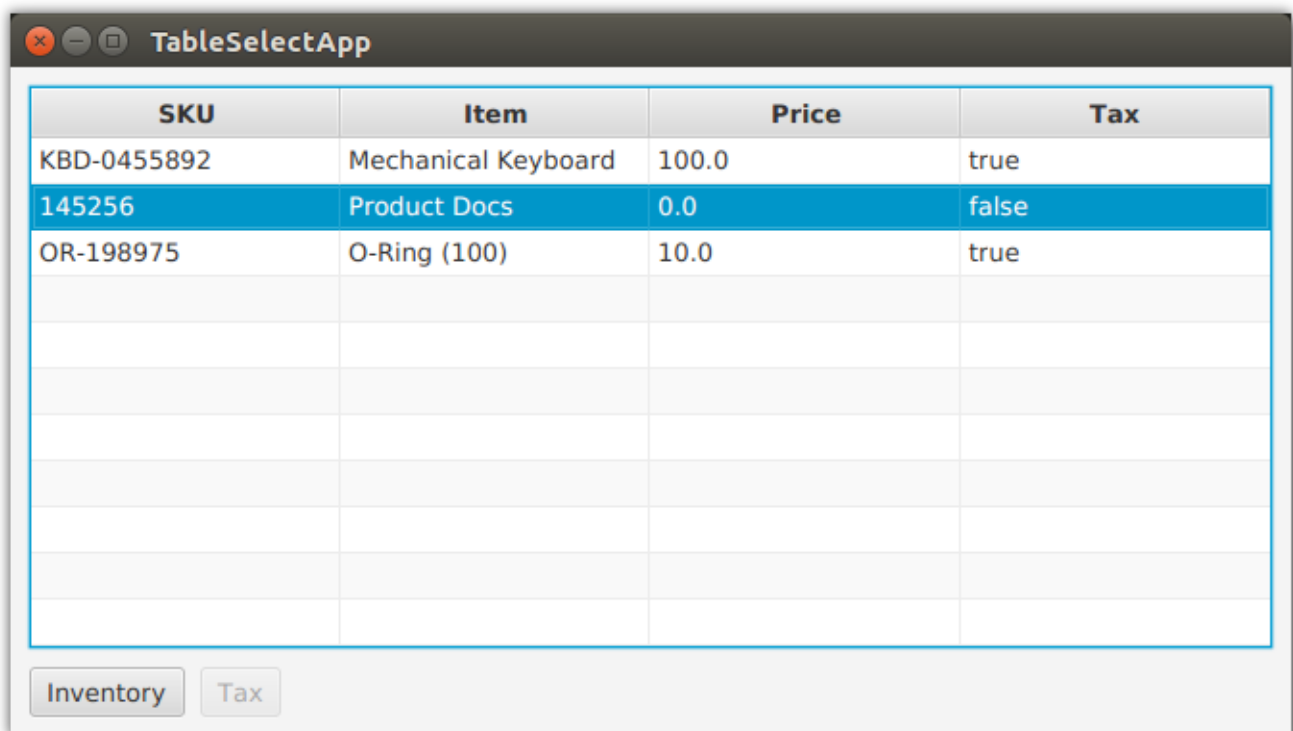 TableSelectApp
SKU Item Price Tax
KBD-0455892 Mechanical Keyboard 100.0 true
145256 Product Docs 0.0 false
OR-198975 O-Ring (100) 10.0 true
Inventory Tax